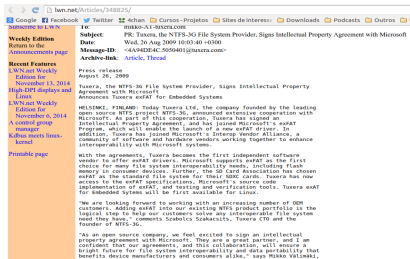 lwn.net/Articles/348825/
Google Facebook Twitter 4chan Cursos - Projetos Sites de Interess Downloads Podcasts Outros
Subscribe to LWN
Weekly Edition
Return to the
Announcements page
Recent Features
LWN.net Weekly
Edition for
November 13, 2014
High-DPI displays and
Linux
LWN.net Weekly
Edition for
November 6, 2014
A control group
manager
Kdbus meets linux-
kernel
Printable page
To: mikko-AT-tuxera.com
Subject: PR: Tuxera, the NTFS-3G File System Provider, Signs Intellectual Property Agreement with Microsoft
Date: Wed, 26 Aug 2009 10:03:40 +0300
Message-ID: <4A94DE4C.5050401@tuxera.com>
Archive-link: Article, Thread
Press release
August 26, 2009
Tuxera, the NTFS-3G File System Provider, Signs Intellectual Property
Agreement with Microsoft
Announces Tuxera exFAT for Embedded Systems
HELSINKI, FINLAND: Today Tuxera Ltd, the company founded by the leading
open source NTFS project NTFS-3G, announced extensive cooperation with
Microsoft. As part of this cooperation, Tuxera has signed an
Intellectual Property Agreement, and has joined Microsoft's exFAT
Program, which will enable the launch of a new exFAT driver. In
addition, Tuxera has joined Microsoft's Interop Vendor Alliance, a
community of software and hardware vendors working together to enhance
interoperability with Microsoft systems.
With the agreements, Tuxera becomes the first independent software
vendor to offer exFAT drivers. Microsoft supports exFAT as the first
choice for many file system interoperability needs, including flash
memory in consumer devices. Further, the SD Card Association has chosen
exFAT as the standard file system for their SDXC cards. Tuxera has now
access to the exFAT specifications, Microsoft's source code
implementation of exFAT, and testing and verification tools. Tuxera exFAT
for Embedded Sytems will be first available for Linux.
"We are looking forward to working with an increasing number of OEM
customers. Adding exFAT into our existing NTFS product portfolio is the
logical step to help our customers solve any interoperable file system
need they have," comments Szabolcs Szakacsits, Tuxera CTO and the
founder of NTFS-3G.
"As an open source company, we feel excited to sign an intellectual
property agreement with Microsoft. They are a great partner, and I am
confident that our agreements, and this collaboration, will ensure a
bright future for file system interoperability and data portability that
benefits device manufacturers and consumers alike," says Mikko Välimäki,